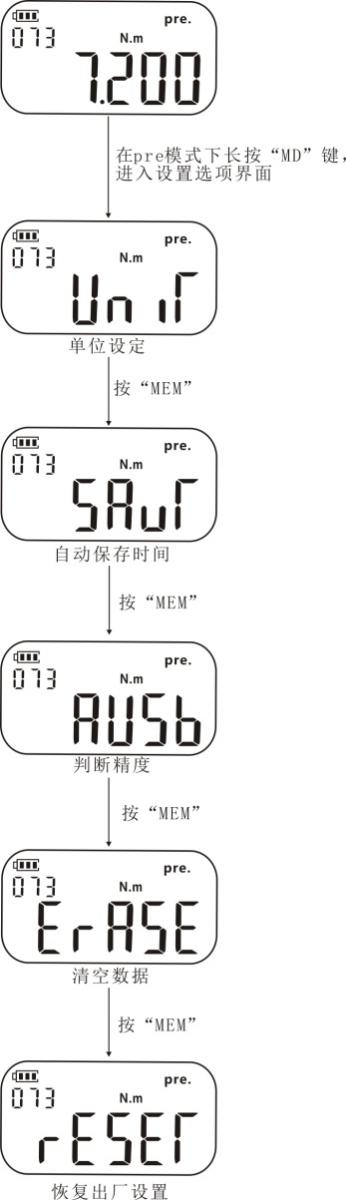 pre.
073
N.m
7.200
在pre模式下长按“MD”键,
进入设置选项界面
pre.
073
N.m
UnıT
单位设定
按“MEM”
pre.
073
N.m
SAuT
自动保存时间
按“MEM”
pre.
073
N.m
AUSb
判断精度
按“MEM”
pre.
073
N.m
ErASE
清空数据
按“MEM”
pre.
073
N.m
rESET
恢复出厂设置